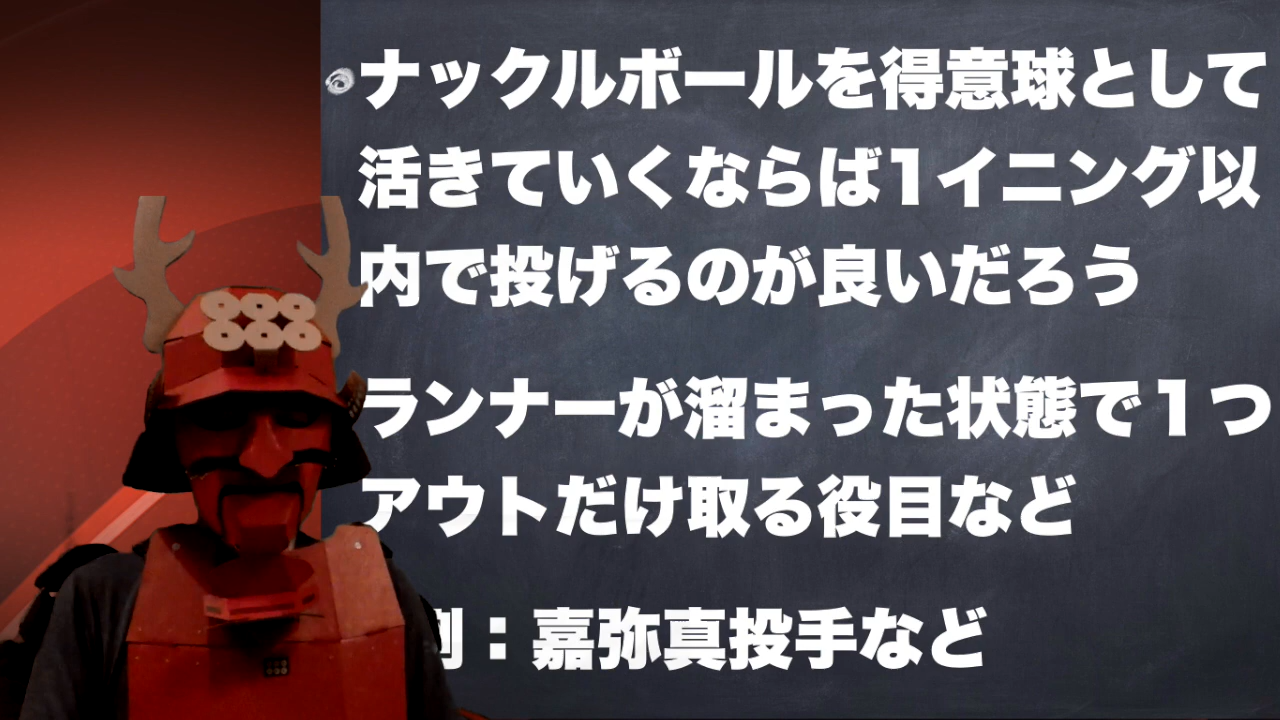 ナックルボールを得意球として
活きていくならば1イニング以
内で投げるのが良いだろう
ランナーが溜まった状態で1つ
アウトだけ取る役目など
例：嘉弥真投手など